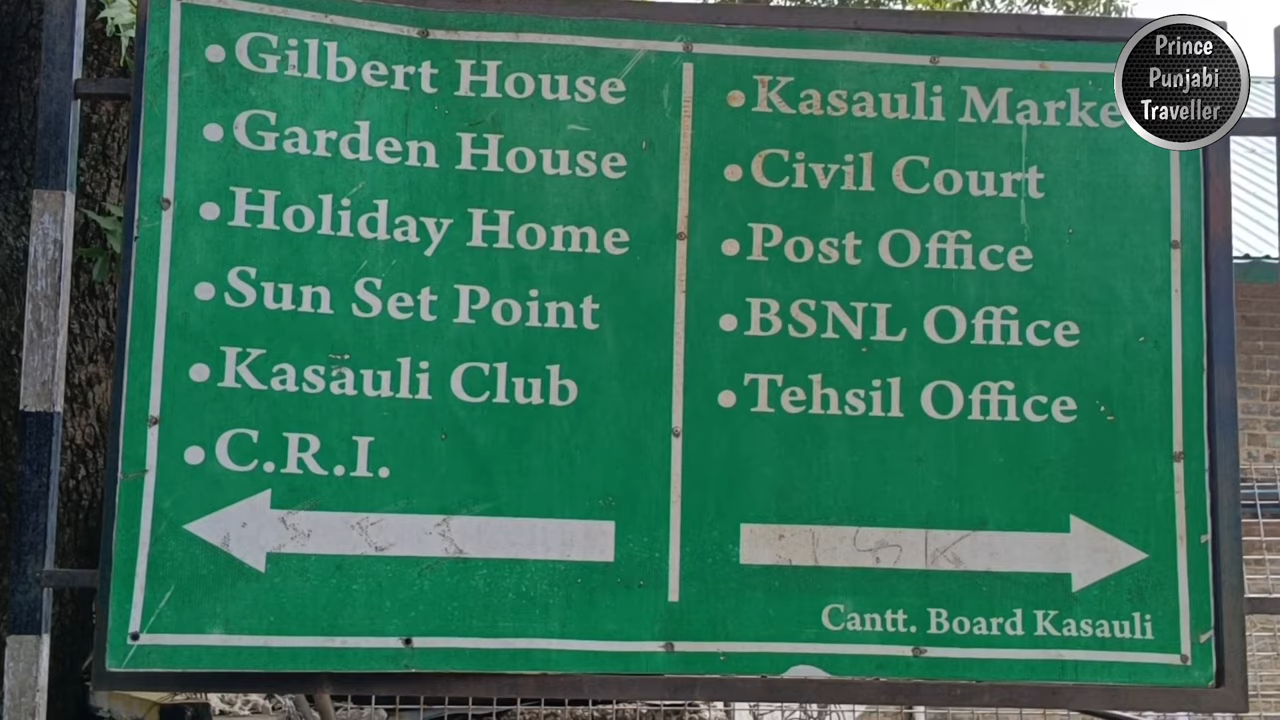 •Gilbert House
•Garden House
•Holiday Home
•Sun Set Point
•Kasauli Club
•C.R.I.
•Kasauli Marke
•Civil Court
•Post Office
•BSNL Office
•Tehsil Office
ISK
Cantt. Board Kasauli
Prince
Punjabi
Traveller